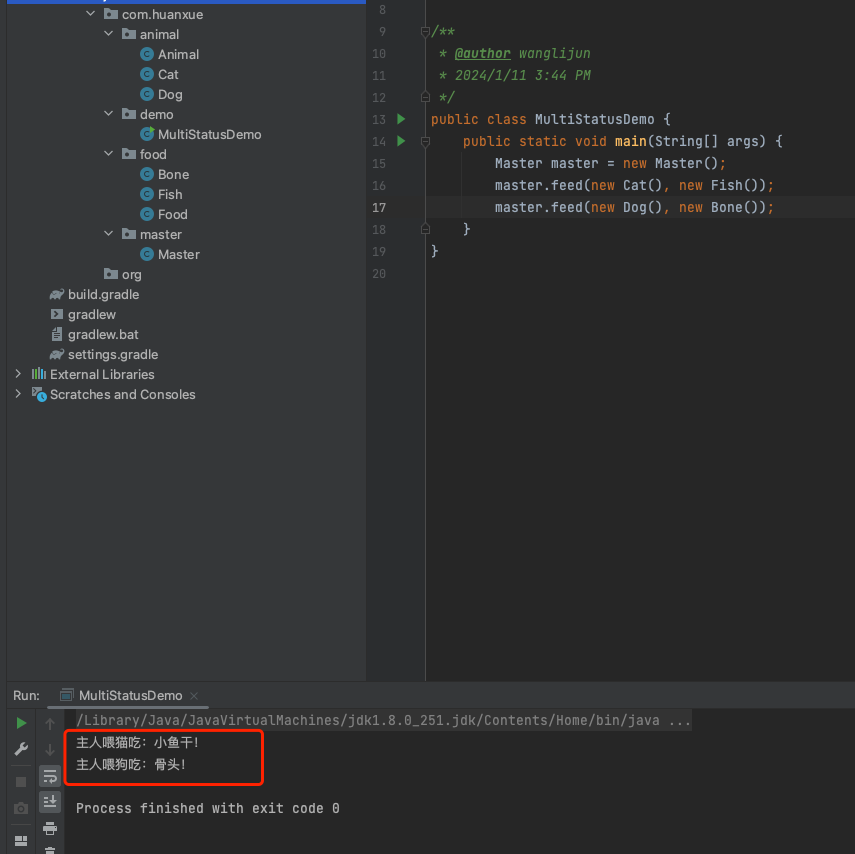 com.huanxue
animal
Animal
Cat
Dog
demo
MultiStatusDemo
food
Bone
Fish
Food
master
Master
org
build.gradle
gradlew
gradlew.bat
settings.gradle
External Libraries
Scratches and Consoles
8
9 /**
10 * @author wanglijun
11 * 2024/1/11 3:44 PM
12 */
13 public class MultiStatusDemo {
14 public static void main(String[] args) {
15 Master master = new Master();
16 master.feed(new Cat(), new Fish());
17 master.feed(new Dog(), new Bone());
18 }
19 }
20
Run: MultiStatusDemo
/Library/Java/JavaVirtualMachines/jdk1.8.0_251.jdk/Contents/Home/bin/java ...
主人喂猫吃：小鱼干！
主人喂狗吃：骨头！
Process finished with exit code 0